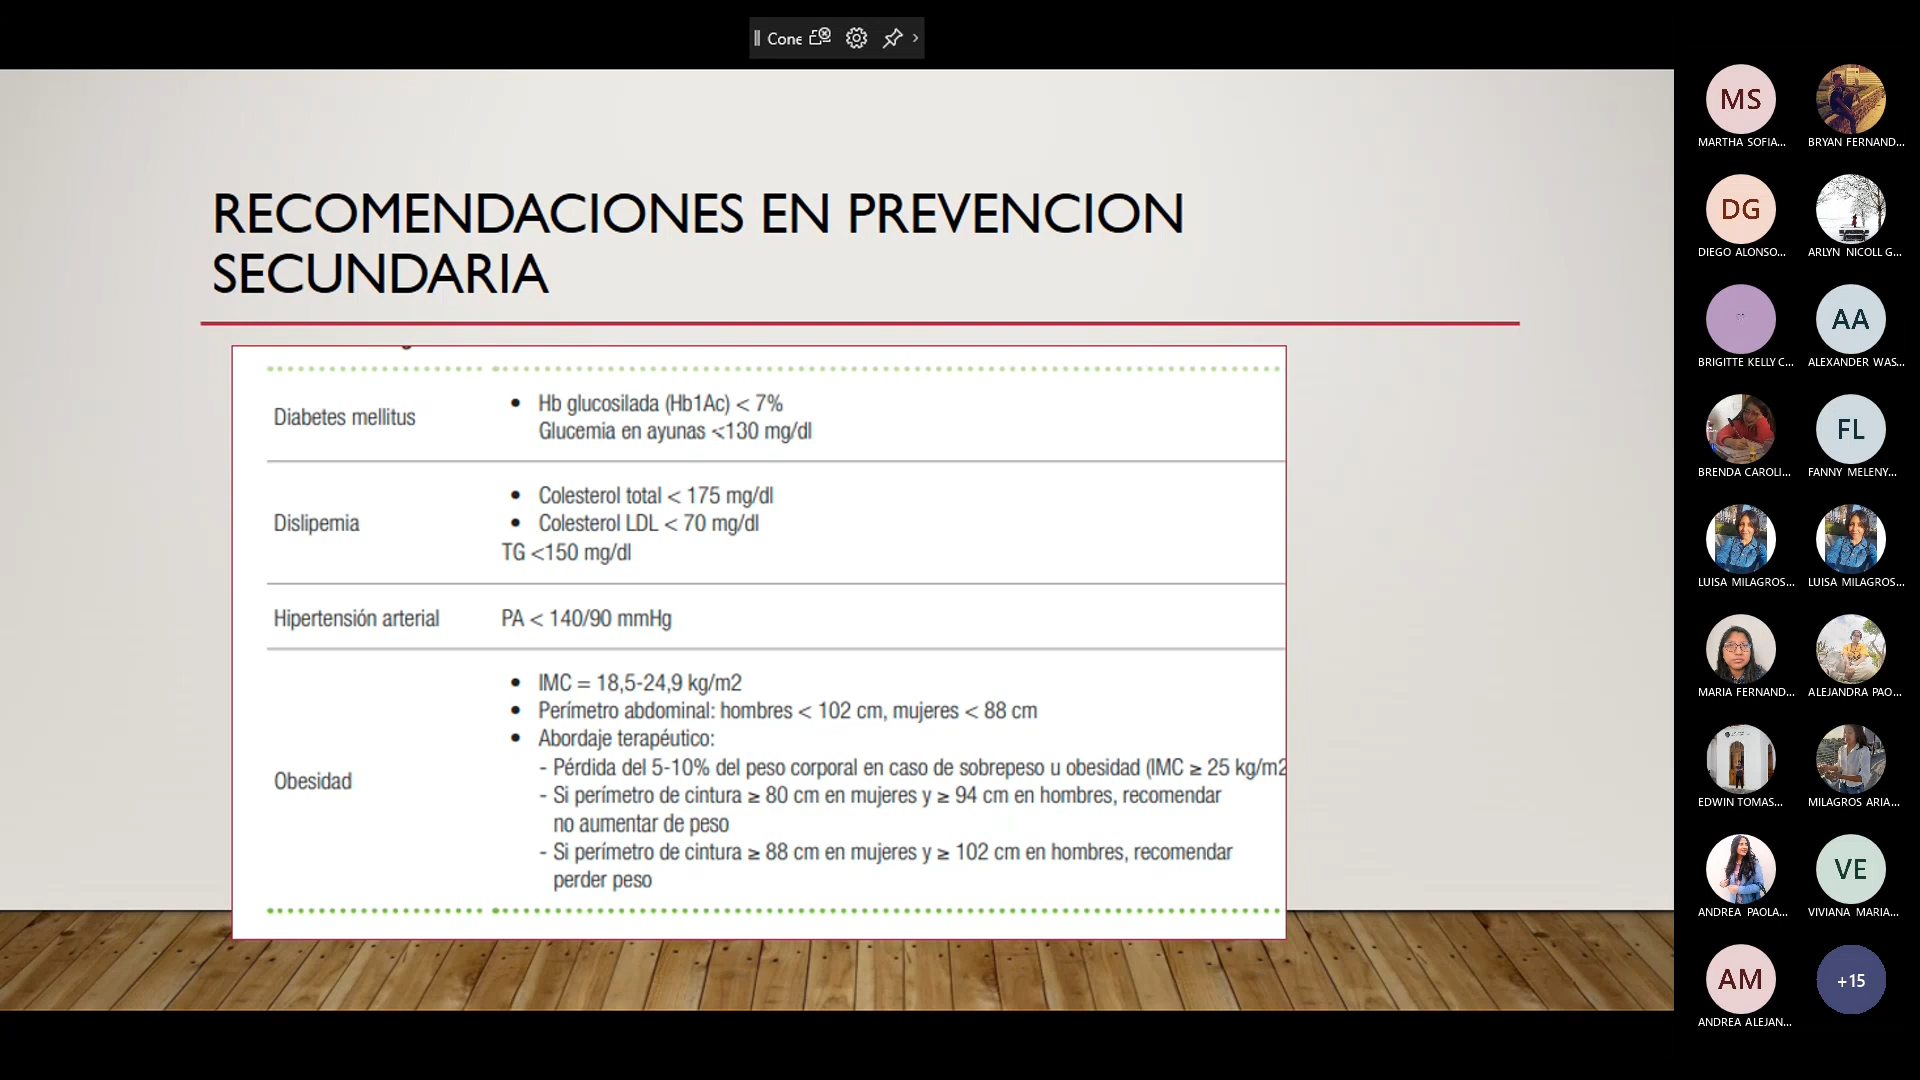 Cone
RECOMENDACIONES EN PREVENCION
SECUNDARIA
Diabetes mellitus
• Hb glucosilada (Hb1Ac) < 7%
Glucemia en ayunas <130 mg/dl
Dislipemia
• Colesterol total < 175 mg/dl
• Colesterol LDL < 70 mg/dl
TG <150 mg/dl
Hipertensión arterial
PA < 140/90 mmHg
Obesidad
• IMC = 18,5-24,9 kg/m2
• Perímetro abdominal: hombres < 102 cm, mujeres < 88 cm
• Abordaje terapéutico:
- Pérdida del 5-10% del peso corporal en caso de sobrepeso u obesidad (IMC ≥ 25 kg/m2
- Si perímetro de cintura ≥ 80 cm en mujeres y ≥ 94 cm en hombres, recomendar
no aumentar de peso
- Si perímetro de cintura ≥ 88 cm en mujeres y ≥ 102 cm en hombres, recomendar
perder peso
MS
MARTHA SOFIA...
BRYAN FERNAND...
DG
DIEGO ALONSO...
ARLYN NICOLL G...
BRIGITTE KELLY C...
AA
ALEXANDER WAS...
BRENDA CAROLI...
FL
FANNY MELENY...
LUISA MILAGROS...
LUISA MILAGROS...
MARIA FERNAND...
ALEJANDRA PAO...
EDWIN TOMAS...
MILAGROS ARIA...
ANDREA PAOLA...
VE
VIVIANA MARIA...
AM
ANDREA ALEJAN...
+15